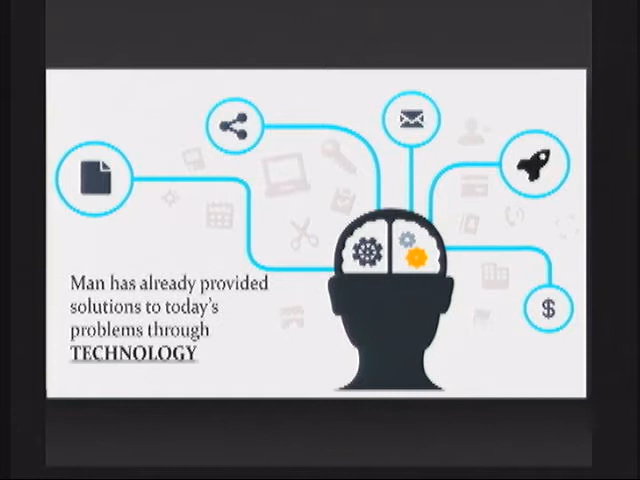 $
Man has already provided
solutions to today's
problems through
TECHNOLOGY